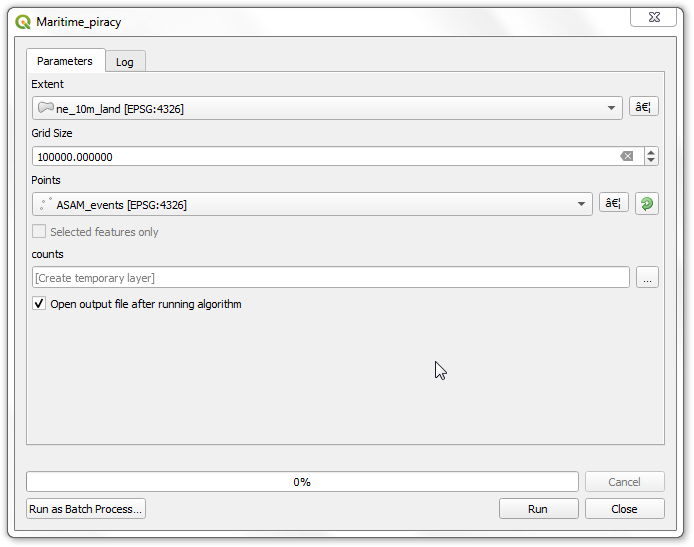 Maritime_piracy
Parameters
Log
Extent
ne_10m_land [EPSG:4326]
â€¦
Grid Size
100000.000000
Points
ASAM_events [EPSG:4326]
â€¦
Selected features only
counts
[Create temporary layer]
...
Open output file after running algorithm
0%
Cancel
Run as Batch Process...
Run
Close